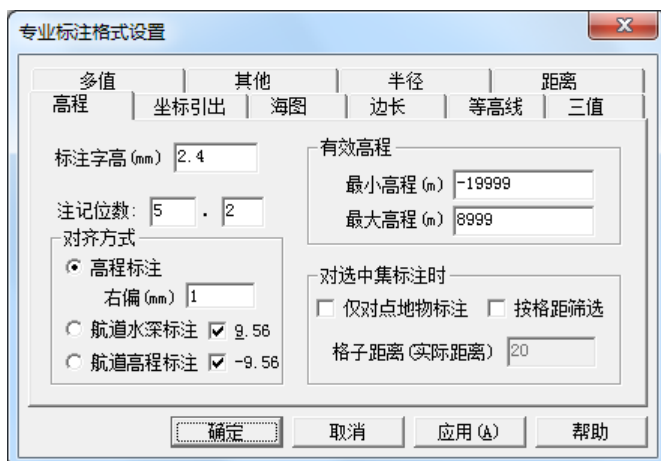 专业标注格式设置
多值 其他 半径 距离
高程 坐标引出 海图 边长 等高线 三值
标注字高(mm) 2.4
注记位数: 5 . 2
对齐方式
高程标注
右偏(mm) 1
航道水深标注 9.56
航道高程标注 -9.56
有效高程
最小高程(m) -19999
最大高程(m) 8999
对选中集标注时
仅对点地物标注 按格距筛选
格子距离(实际距离) 20
确定 取消 应用(A) 帮助